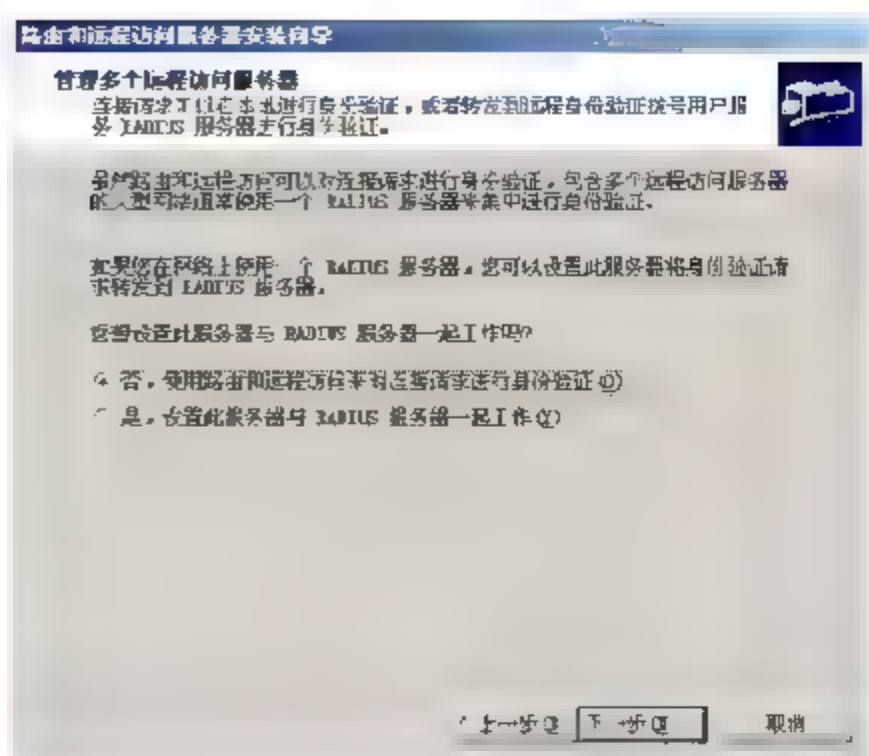 路由和远程访问服务器安装向导
管理多个远程访问服务器
连接请求可以在本地进行身份验证，或者转发到远程身份验证拨号用户服
务 RADIUS 服务器进行身份验证。
虽然路由和远程访问可以对连接请求进行身份验证，包含多个远程访问服务器
的大型网络通常使用一个 RADIUS 服务器来集中进行身份验证。
如果您在网络上使用一个 RADIUS 服务器，您可以设置此服务器将身份验证请
求转发到 RADIUS 服务器。
您想设置此服务器与 RADIUS 服务器一起工作吗？
否，使用路由和远程访问来对连接请求进行身份验证(O)
是，设置此服务器与 RADIUS 服务器一起工作(Y)
上一步(B) 下一步(N) 取消